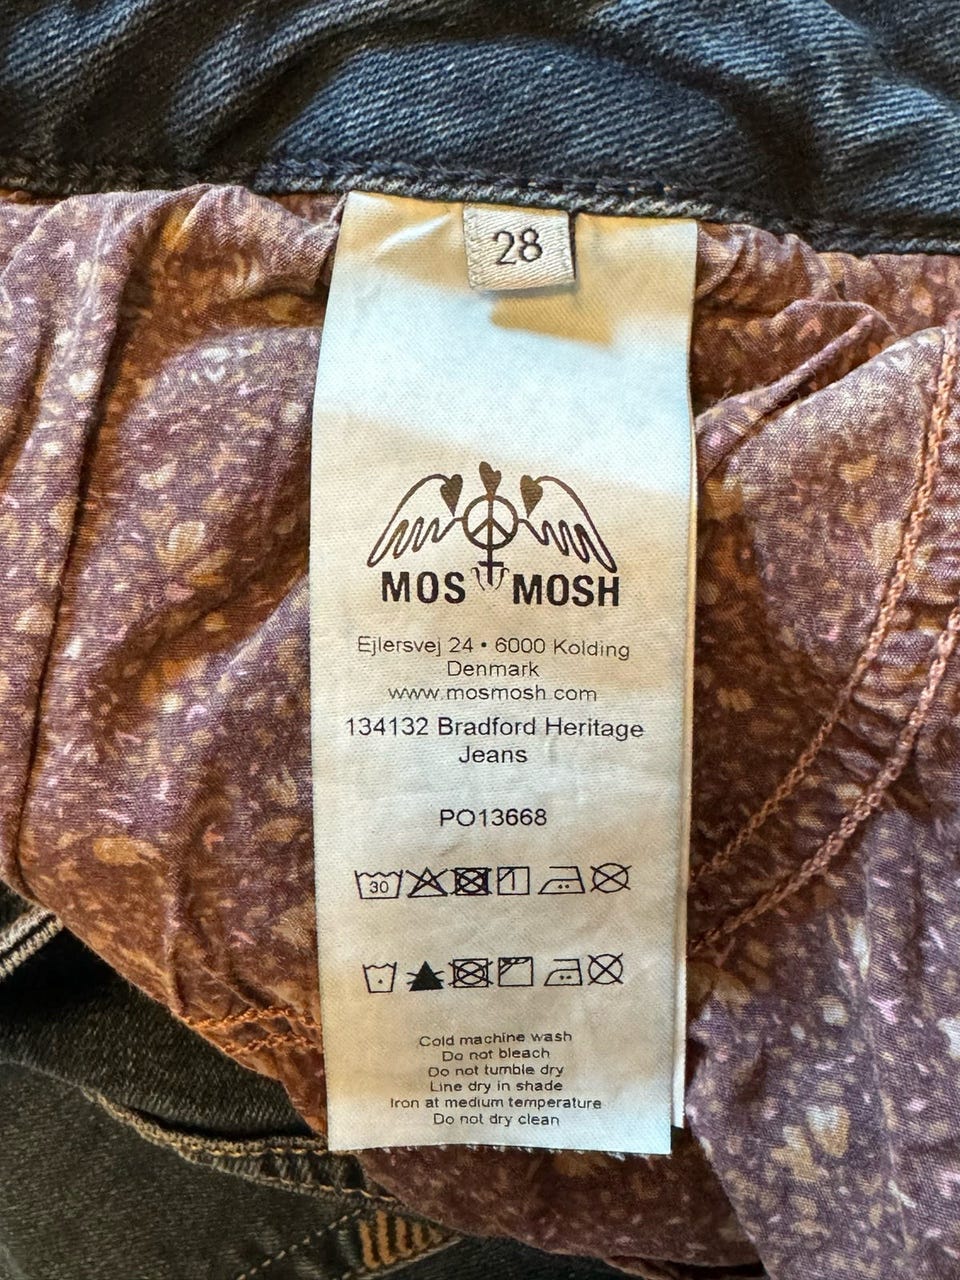 28
MOS MOSH
Ejlersvej 24 • 6000 Kolding
Denmark
www.mosmosh.com
134132 Bradford Heritage
Jeans
PO13668
30
Cold machine wash
Do not bleach
Do not tumble dry
Line dry in shade
Iron at medium temperature
Do not dry clean